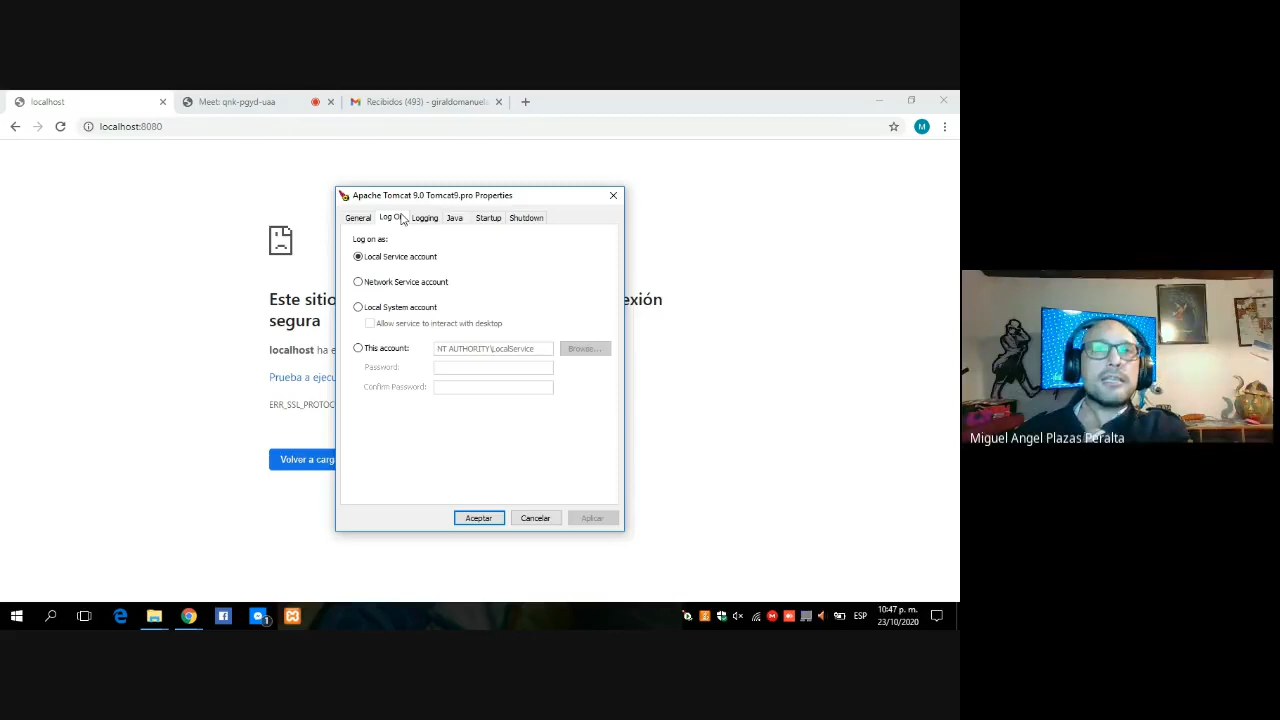 localhost
Meet: qnk-pgyd-uaa
Recibidos (493) - giraldomanuela
localhost:8080
M
Apache Tomcat 9.0 Tomcat9.pro Properties
General
Logging
Java
Startup
Shutdown
Log on as:
Local Service account
Network Service account
Local System account
Allow service to interact with desktop
This account:
NT AUTHORITY\LocalService
Browse...
Password:
Confirm Password:
Aceptar
Cancelar
Aplicar
Este sitio
exión
segura
localhost ha e
Prueba a ejecu
ERR_SSL_PROTOC
Volver a carg
Miguel Angel Plazas Peralta
1
ESP
10:47 p. m.
23/10/2020